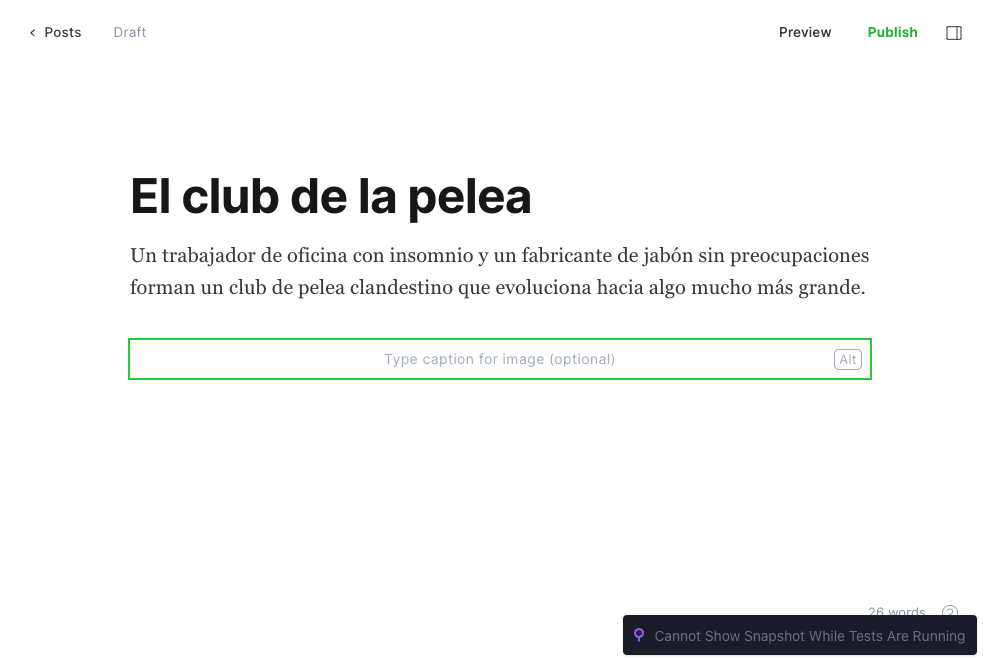 Posts
Draft
Preview
Publish
El club de la pelea
Un trabajador de oficina con insomnio y un fabricante de jabón sin preocupaciones
forman un club de pelea clandestino que evoluciona hacia algo mucho más grande.
Type caption for image (optional)
Alt
26 words
?
Cannot Show Snapshot While Tests Are Running